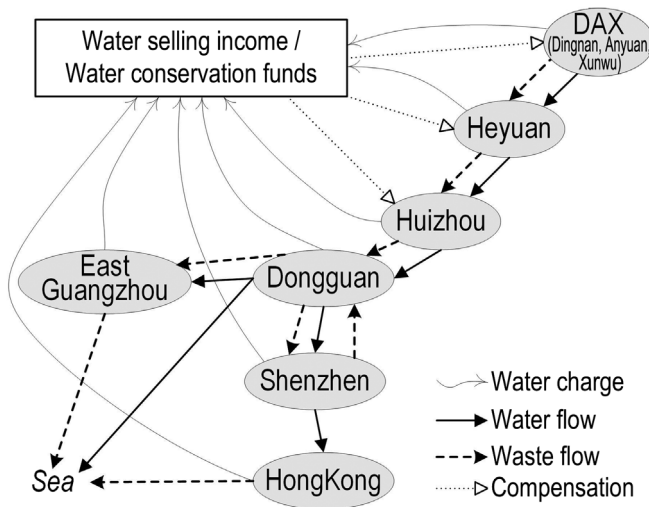 Water selling income /
Water conservation funds
DAX
(Dingnan, Anyuan,
Xunwu)
Heyuan
Huizhou
East
Guangzhou
Dongguan
Shenzhen
HongKong
Sea
Water charge
Water flow
Waste flow
Compensation